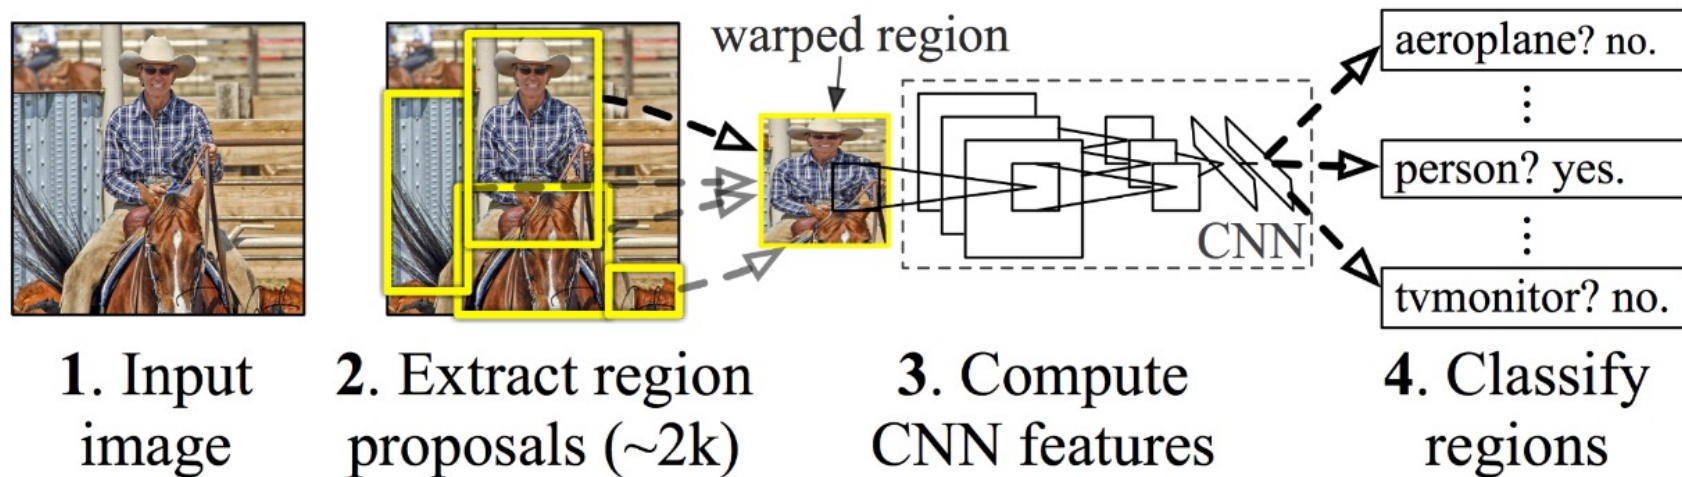 warped region
aeroplane? no.
⋮
person? yes.
⋮
tvmonitor? no.
CNN
1. Input
image
2. Extract region
proposals (~2k)
3. Compute
CNN features
4. Classify
regions